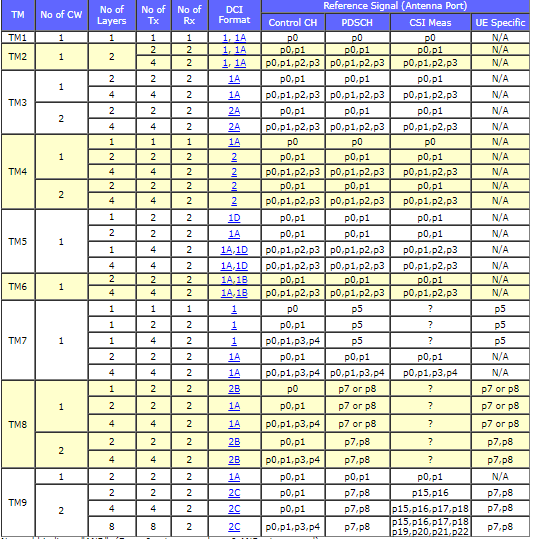 TM No of CW No of Layers No of Tx No of Rx DCI Format Reference Signal (Antenna Port)
Control CH PDSCH CSI Meas UE Specific
TM1 1 1 1 1 1, 1A p0 p0 p0 N/A
TM2 1 2 2 2 1, 1A p0,p1 p0,p1 p0,p1 N/A
4 2 1, 1A p0,p1,p2,p3 p0,p1,p2,p3 p0,p1,p2,p3 N/A
TM3 1 2 2 2 1A p0,p1 p0,p1 p0,p1 N/A
4 4 2 1A p0,p1,p2,p3 p0,p1,p2,p3 p0,p1,p2,p3 N/A
2 2 2 2 2A p0,p1 p0,p1 p0,p1 N/A
4 4 2 2A p0,p1,p2,p3 p0,p1,p2,p3 p0,p1,p2,p3 N/A
TM4 1 1 1 1 1A p0 p0 p0 N/A
2 2 2 2 p0,p1 p0,p1 p0,p1 N/A
4 4 2 2 p0,p1,p2,p3 p0,p1,p2,p3 p0,p1,p2,p3 N/A
2 2 2 2 2 p0,p1 p0,p1 p0,p1 N/A
4 4 2 2 p0,p1,p2,p3 p0,p1,p2,p3 p0,p1,p2,p3 N/A
TM5 1 1 2 2 1D p0,p1 p0,p1 p0,p1 N/A
2 2 2 1A p0,p1 p0,p1 p0,p1 N/A
1 4 2 1A,1D p0,p1,p2,p3 p0,p1,p2,p3 p0,p1,p2,p3 N/A
4 4 2 1A,1D p0,p1,p2,p3 p0,p1,p2,p3 p0,p1,p2,p3 N/A
TM6 1 2 2 2 1A,1B p0,p1 p0,p1 p0,p1 N/A
4 4 2 1A,1B p0,p1,p2,p3 p0,p1,p2,p3 p0,p1,p2,p3 N/A
TM7 1 1 1 1 1 p0 p5 ? p5
1 2 2 1 p0,p1 p5 ? p5
1 4 2 1 p0,p1,p3,p4 p5 ? p5
2 2 2 1A p0,p1 p0,p1 p0,p1 N/A
4 4 2 1A p0,p1,p3,p4 p0,p1,p3,p4 p0,p1,p3,p4 N/A
TM8 1 1 2 2 2B p0 p7 or p8 ? p7 or p8
2 2 2 1A p0,p1 p7 or p8 ? p7 or p8
4 4 2 1A p0,p1,p3,p4 p7 or p8 ? p7 or p8
2 2 2 2 2B p0,p1 p7,p8 ? p7,p8
4 4 2 2B p0,p1,p3,p4 p7,p8 ? p7,p8
TM9 1 2 2 2 1A p0,p1 p0,p1 p0,p1 N/A
2 2 2 2 2C p0,p1 p7,p8 p15,p16 p7,p8
4 4 2 2C p0,p1 p7,p8 p15,p16,p17,p18 p7,p8
8 8 2 2C p0,p1,p3,p4 p7,p8 p15,p16,p17,p18 p19,p20,p21,p22 p7,p8